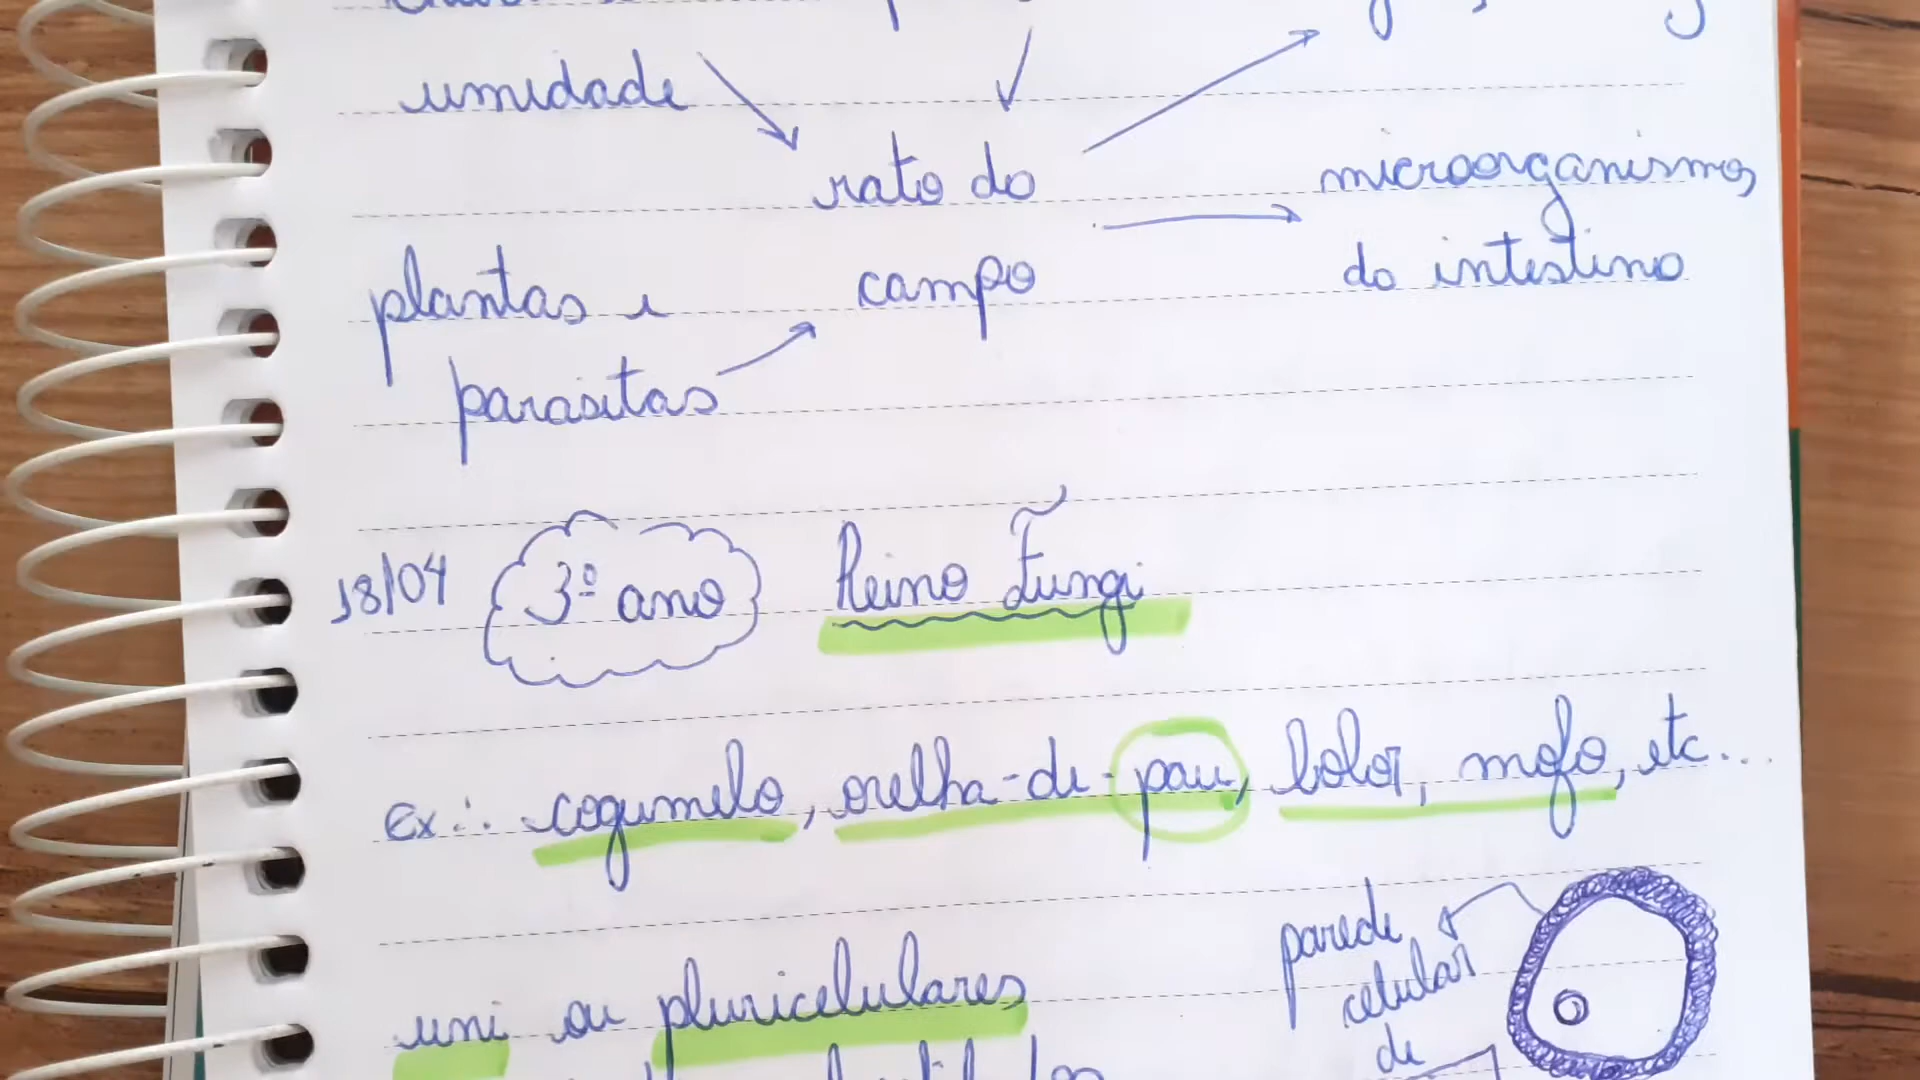 umidade
rato do
campo
microorganismos
do intestino
plantas e
parasitas
18/04 3º ano Reino Fungi
Ex.: cogumelo, orelha-de-pau, bolor, mofo, etc...
uni ou pluricelulares
parede
celular
de